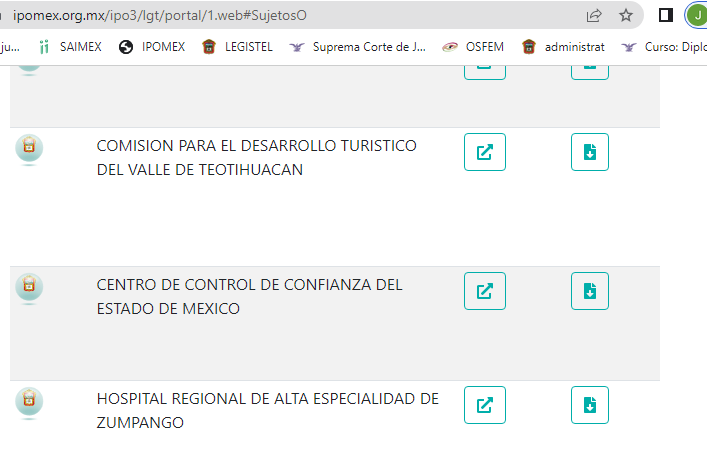 ipomex.org.mx/ipo3/lgt/portal/1.web#SujetosO
J
ju... SAIMEX IPOMEX LEGISTEL Suprema Corte de J... OSFEM administrat Curso: Diplo
COMISION PARA EL DESARROLLO TURISTICO
DEL VALLE DE TEOTIHUACAN
CENTRO DE CONTROL DE CONFIANZA DEL
ESTADO DE MEXICO
HOSPITAL REGIONAL DE ALTA ESPECIALIDAD DE
ZUMPANGO